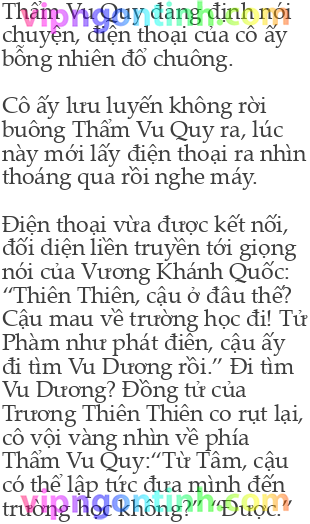 Thẩm Vu Quy đang định nói
vipngontinh.com
chuyện, điện thoại của cô ấy
bỗng nhiên đổ chuông.
Cô ấy lưu luyến không rời
buông Thẩm Vu Quy ra, lúc
này mới lấy điện thoại ra nhìn
thoáng qua rồi nghe máy.
Điện thoại vừa được kết nối,
đối diện liền truyền tới giọng
nói của Vương Khánh Quốc:
“Thiên Thiên, cậu ở đâu thế?
Cậu mau về trường học đi! Tử
Phàm như phát điên, cậu ấy
đi tìm Vu Dương rồi.” Đi tìm
Vu Dương? Đồng tử của
Trương Thiên Thiên co rụt lại,
cô vội vàng nhìn về phía
Thẩm Vu Quy:“Từ Tâm, cậu
có thể lập tức đưa mình đến
trường học không?” “Được.”
vipngontinh.com